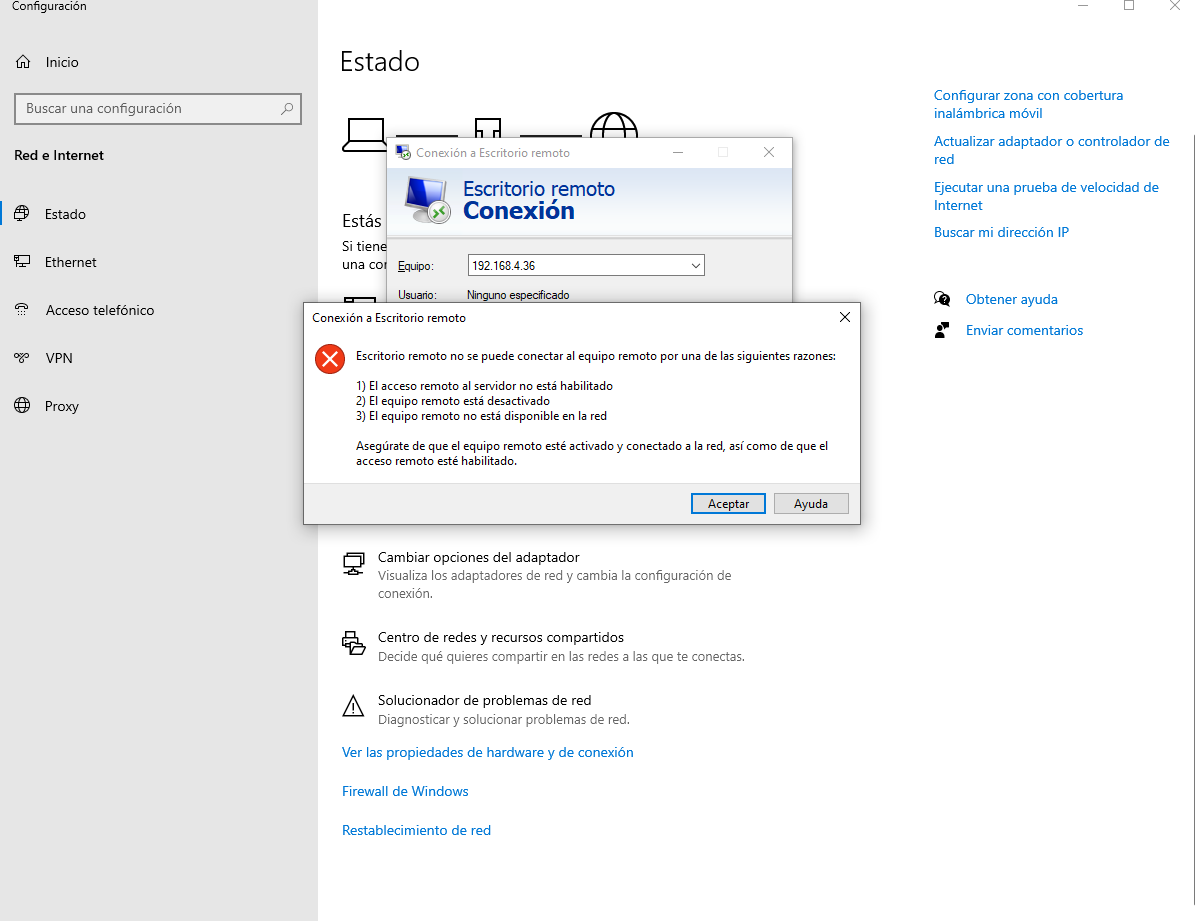 Configuración
Inicio
Buscar una configuración
Red e Internet
Estado
Ethernet
Acceso telefónico
VPN
Proxy
Estado
Estás
Si tiene
una co
Conexión a Escritorio remoto
Escritorio remoto
Conexión
Equipo:
192.168.4.36
Usuario:
Ninguno especificado
Conexión a Escritorio remoto
Escritorio remoto no se puede conectar al equipo remoto por una de las siguientes razones:
1) El acceso remoto al servidor no está habilitado
2) El equipo remoto está desactivado
3) El equipo remoto no está disponible en la red
Asegúrate de que el equipo remoto esté activado y conectado a la red, así como de que el
acceso remoto esté habilitado.
Aceptar
Ayuda
Cambiar opciones del adaptador
Visualiza los adaptadores de red y cambia la configuración de
conexión.
Centro de redes y recursos compartidos
Decide qué quieres compartir en las redes a las que te conectas.
Solucionador de problemas de red
Diagnosticar y solucionar problemas de red.
Ver las propiedades de hardware y de conexión
Firewall de Windows
Restablecimiento de red
Configurar zona con cobertura
inalámbrica móvil
Actualizar adaptador o controlador de
red
Ejecutar una prueba de velocidad de
Internet
Buscar mi dirección IP
Obtener ayuda
Enviar comentarios